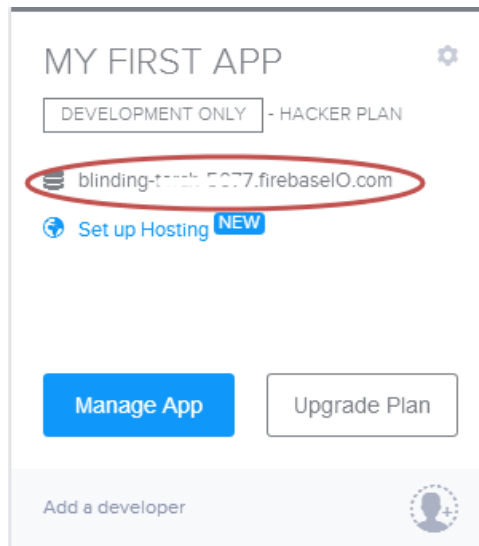 MY FIRST APP
DEVELOPMENT ONLY - HACKER PLAN
blinding- .firebaseIO.com
Set up Hosting NEW
Manage App Upgrade Plan
Add a developer